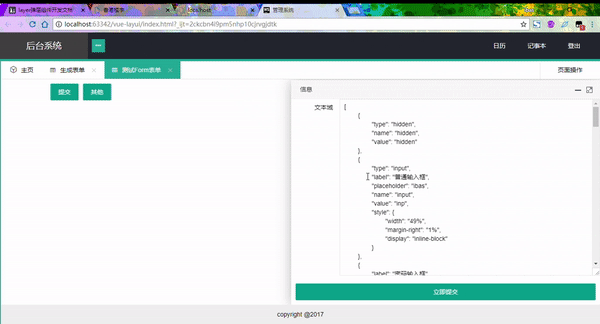 layer弹层组件开发文档
localhost
管理系统
localhost:63342/vue-layui/index.html?_ijt=2ckcbn4l9pm5nhp10cjrvgjdtk
后台系统
日历
记事本
登出
主页
生成表单
测试Form表单
页面操作
提交
其他
信息
文本域
[
{
"type": "hidden",
"name": "hidden",
"value": "hidden"
},
{
"type": "input",
"label": "普通输入框",
"placeholder": "ibas",
"name": "input",
"value": "inp",
"style": {
"width": "49%",
"margin-right": "1%",
"display": "inline-block"
}
},
{
"label": "密码输入框",
立即提交
copyright @2017